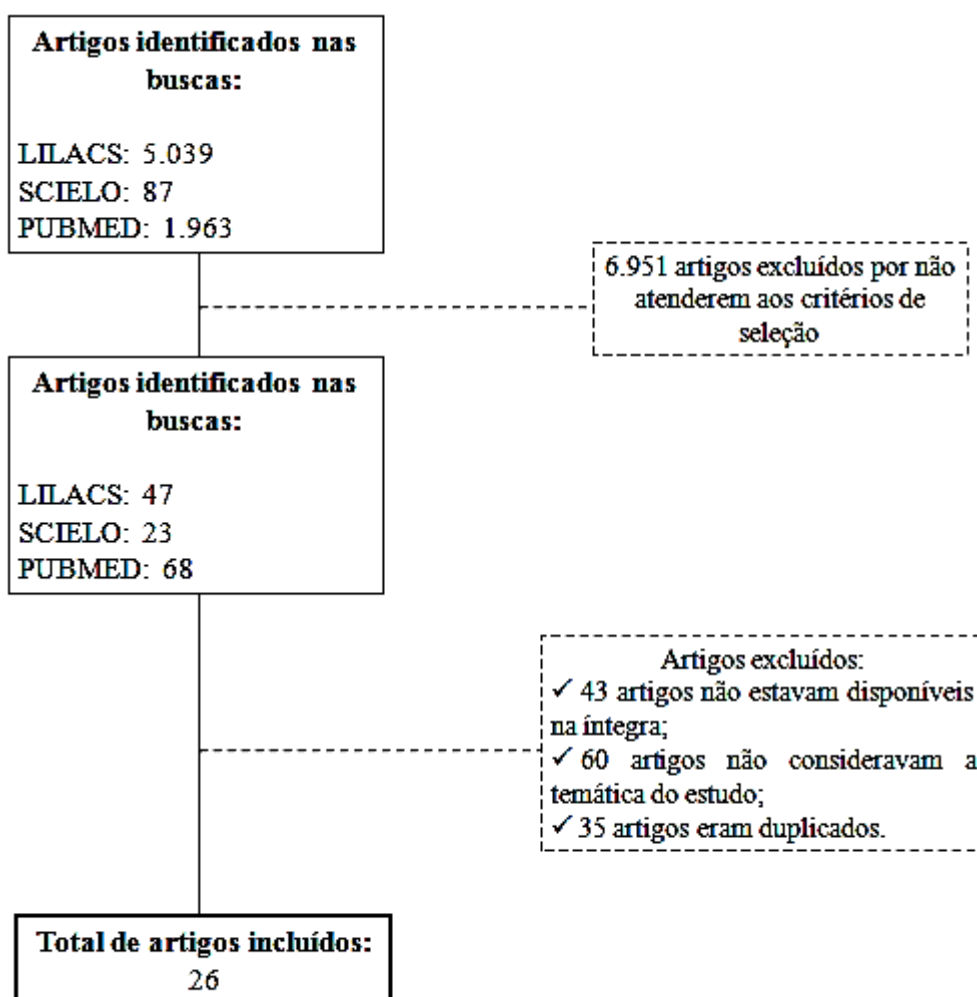 Artigos identificados nas
buscas:
LILACS: 5.039
SCIELO: 87
PUBMED: 1.963
6.951 artigos excluídos por não
atenderem aos critérios de
seleção
Artigos identificados nas
buscas:
LILACS: 47
SCIELO: 23
PUBMED: 68
Artigos excluídos:
✓ 43 artigos não estavam disponíveis
na íntegra;
✓ 60 artigos não consideravam a
temática do estudo;
✓ 35 artigos eram duplicados.
Total de artigos incluídos:
26